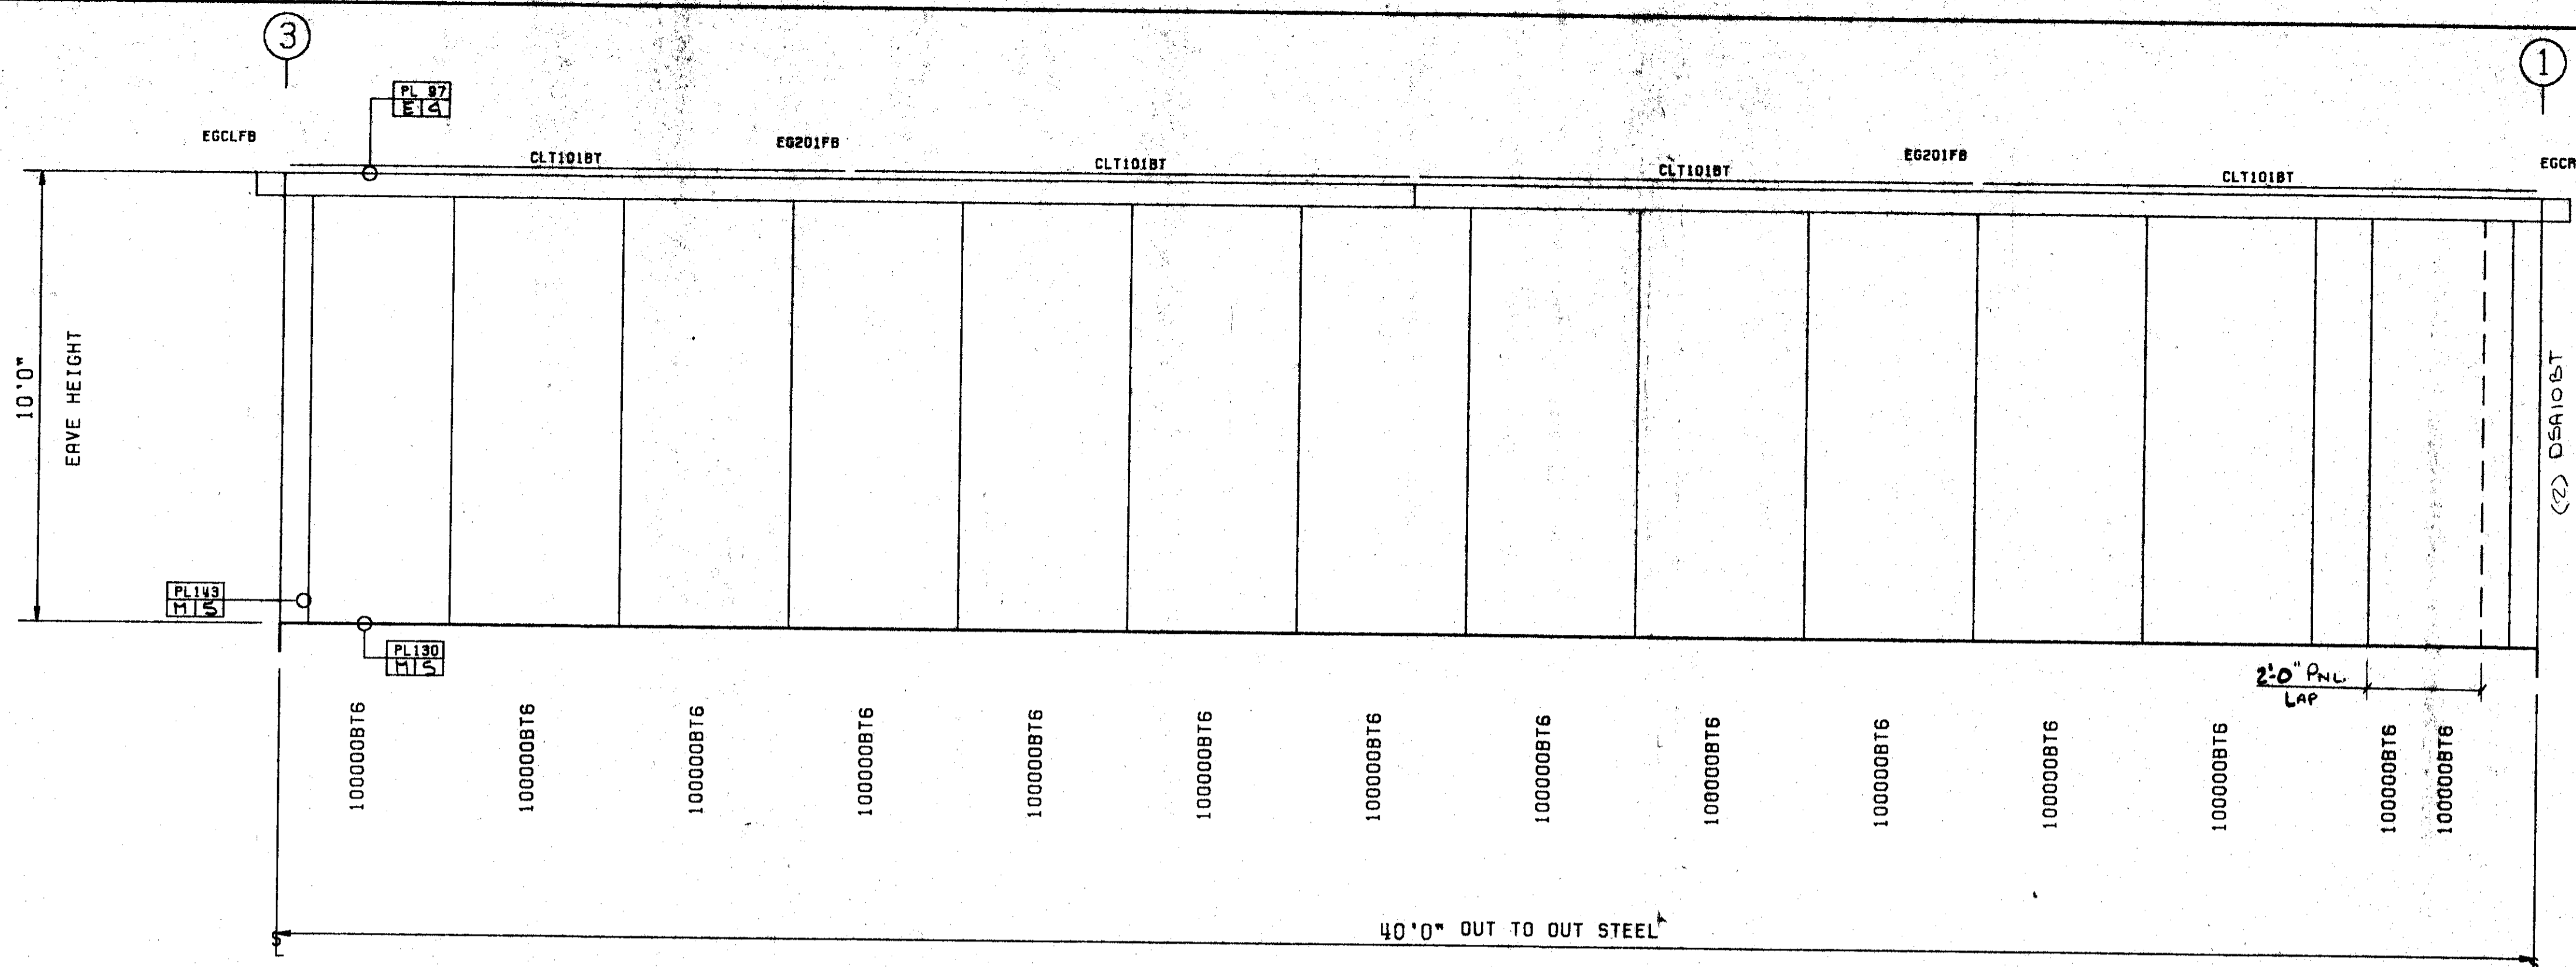 3
1
PL 97
E 4
EGCLFB
CLT101BT
EG201FB
CLT101BT
CLT101BT
EG201FB
CLT101BT
EGCR
10'0"
EAVE HEIGHT
(2) DSA10BT
PL143
M 5
PL130
M 5
2'-0" PNL.
LAP
100000BT6
100000BT6
100000BT6
100000BT6
100000BT6
100000BT6
100000BT6
100000BT6
100000BT6
100000BT6
100000BT6
100000BT6
100000BT6
100000BT6
40'0" OUT TO OUT STEEL